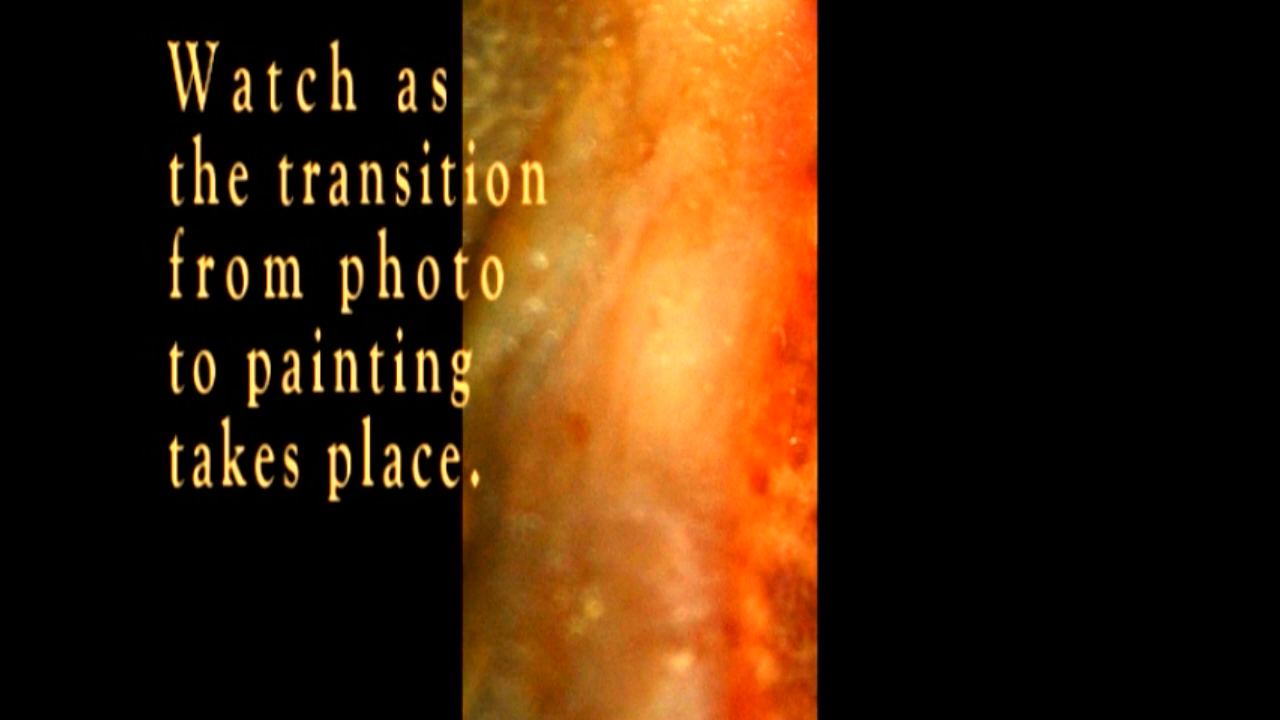 Watch as
the transition
from photo
to painting
takes place.